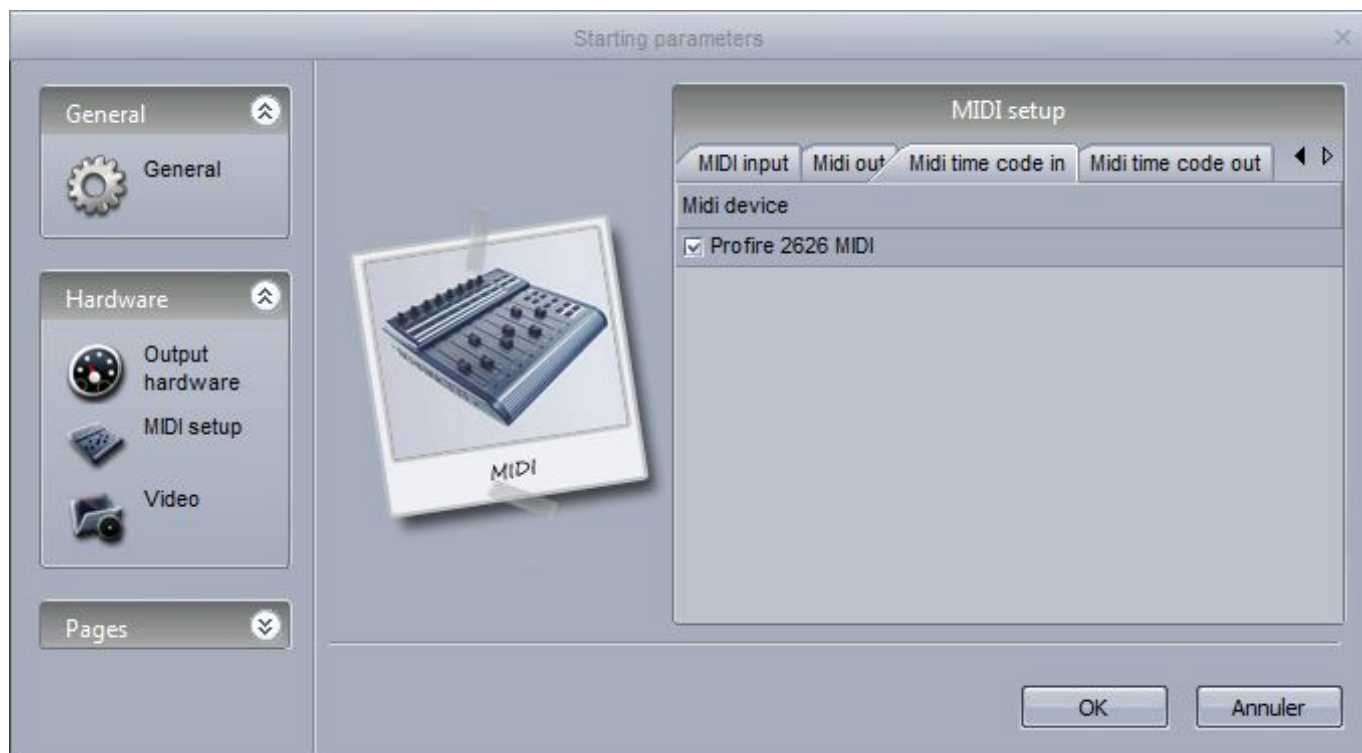 Starting parameters
General
General
Hardware
Output
hardware
MIDI setup
Video
Pages
MIDI
MIDI setup
MIDI input
Midi out
Midi time code in
Midi time code out
Midi device
Profire 2626 MIDI
OK
Annuler